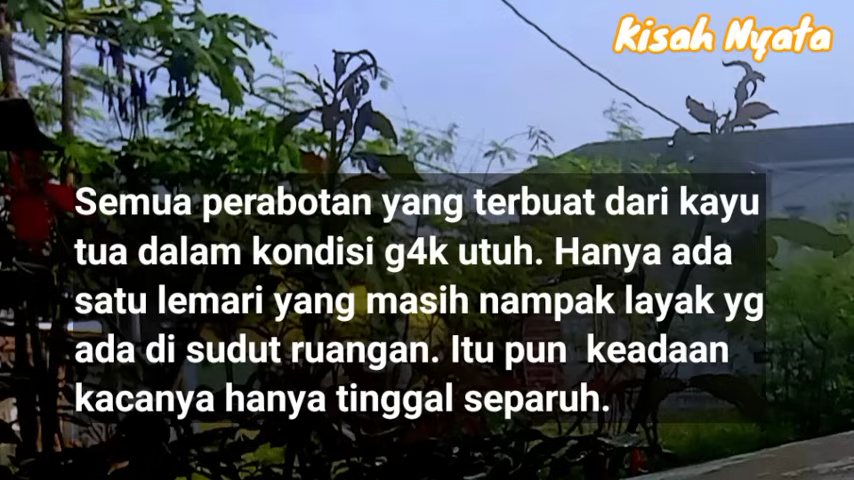 Kisah Nyata
Semua perabotan yang terbuat dari kayu
tua dalam kondisi g4k utuh. Hanya ada
satu lemari yang masih nampak layak yg
ada di sudut ruangan. Itu pun  keadaan
kacanya hanya tinggal separuh.